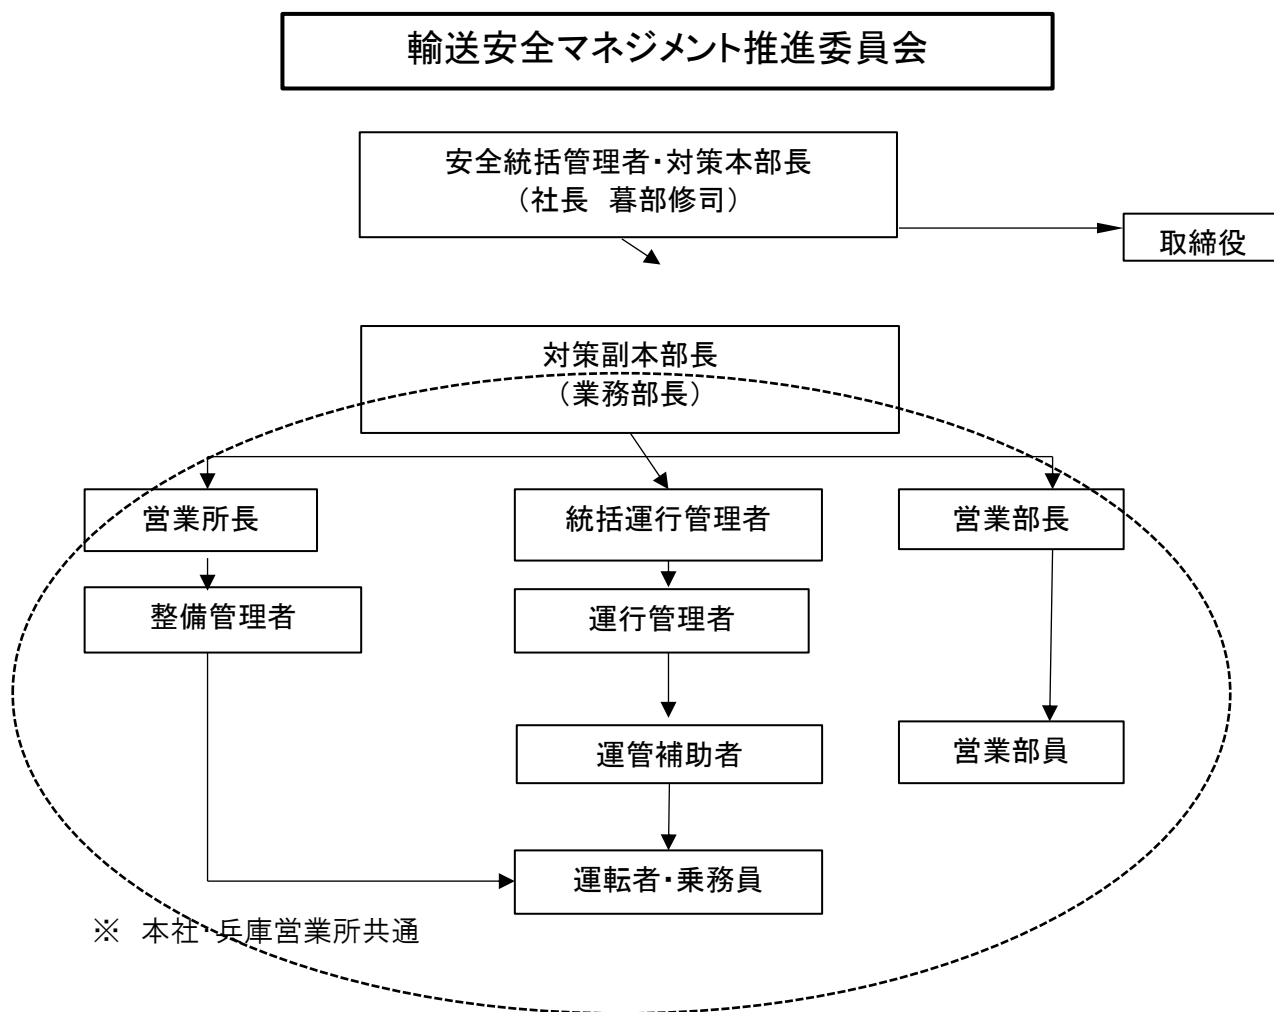 輸送安全マネジメント推進委員会
安全統括管理者・対策本部長
（社長　暮部修司）
取締役
対策副本部長
（業務部長）
営業所長
統括運行管理者
営業部長
整備管理者
運行管理者
運管補助者
営業部員
運転者・乗務員
※　本社・兵庫営業所共通